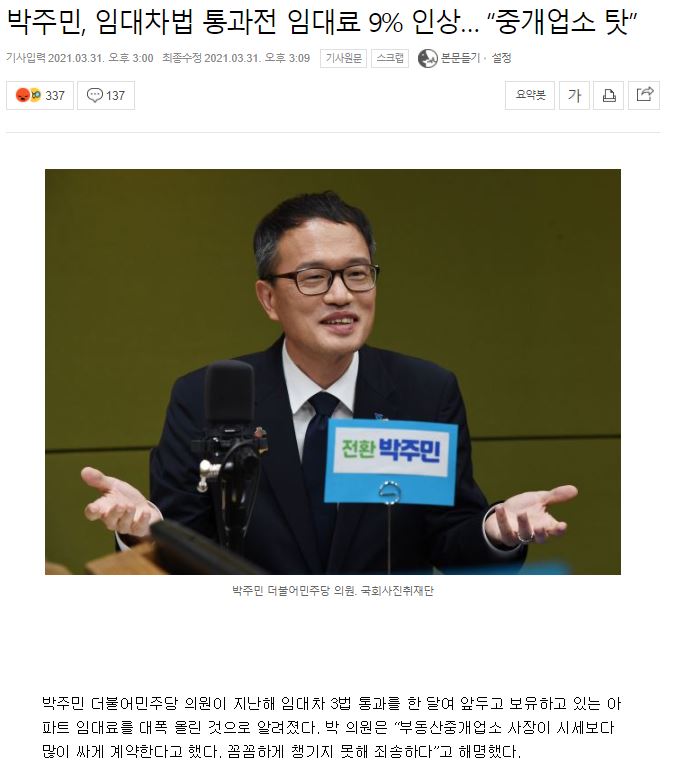 박주민, 임대차법 통과전 임대료 9% 인상... “중개업소 탓”
기사입력 2021.03.31. 오후 3:00 최종수정 2021.03.31. 오후 3:09 기사원문 스크랩 본문듣기 · 설정
337 137 요약봇 가
전환 박주민
박주민 더불어민주당 의원. 국회사진취재단
박주민 더불어민주당 의원이 지난해 임대차 3법 통과를 한 달여 앞두고 보유하고 있는 아
파트 임대료를 대폭 올린 것으로 알려졌다. 박 의원은 “부동산중개업소 사장이 시세보다
많이 싸게 계약한다고 했다. 꼼꼼하게 챙기지 못해 죄송하다”고 해명했다.